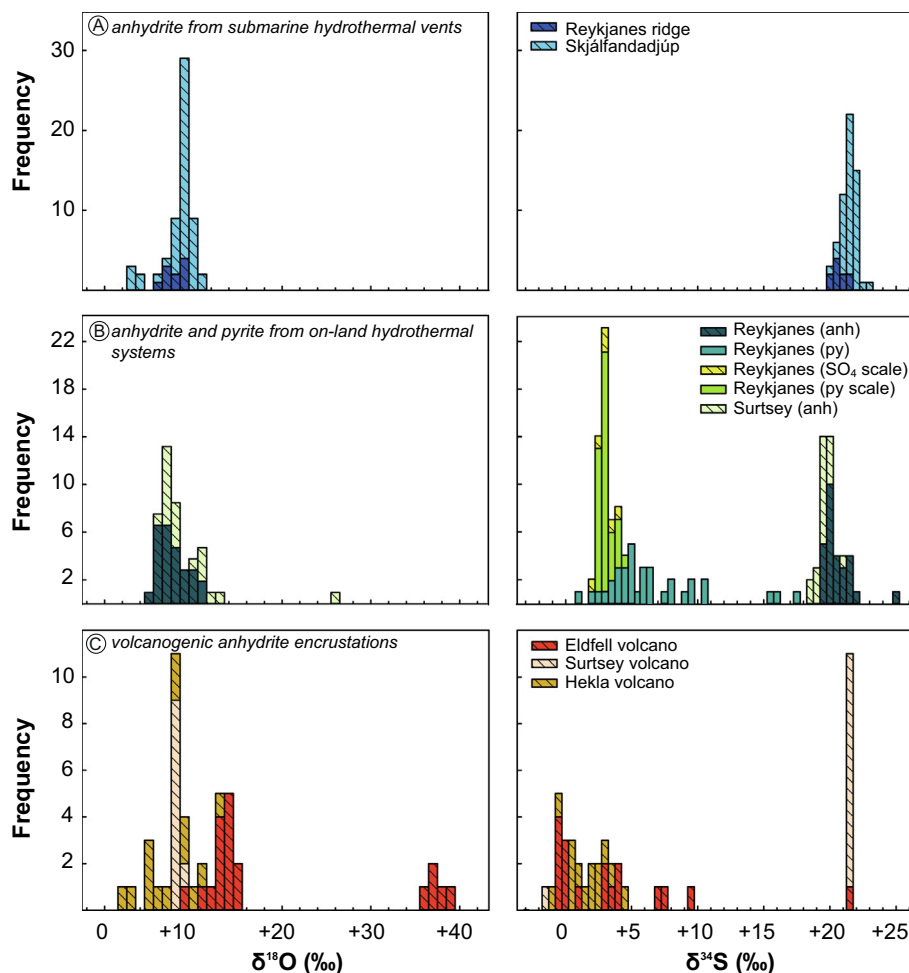 A anhydrite from submarine hydrothermal vents
Reykjanes ridge
Skjálfandadjúp
Frequency
30
20
10
B anhydrite and pyrite from on-land hydrothermal
systems
Reykjanes (anh)
Reykjanes (py)
Reykjanes (SO₄ scale)
Reykjanes (py scale)
Surtsey (anh)
Frequency
22
18
14
10
6
2
C volcanogenic anhydrite encrustations
Eldfell volcano
Surtsey volcano
Hekla volcano
Frequency
10
8
6
4
2
0 +10 +20 +30 +40
δ¹⁸O (‰)
0 +5 +10 +15 +20 +25
δ³⁴S (‰)